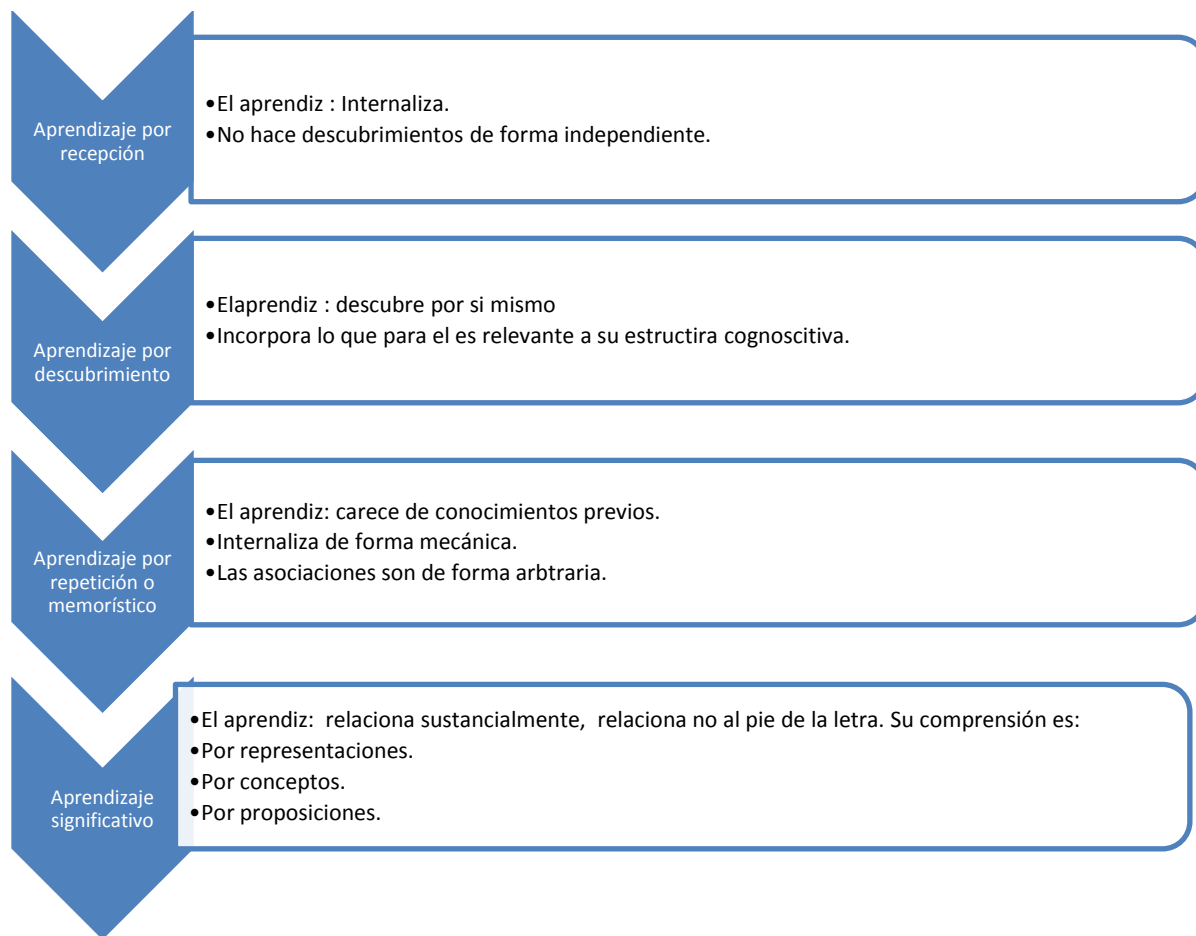 Aprendizaje por
recepción
•El aprendiz : Internaliza.
•No hace descubrimientos de forma independiente.
Aprendizaje por
descubrimiento
•Elaprendiz : descubre por si mismo
•Incorpora lo que para el es relevante a su estructira cognoscitiva.
Aprendizaje por
repetición o
memorístico
•El aprendiz: carece de conocimientos previos.
•Internaliza de forma mecánica.
•Las asociaciones son de forma arbtraria.
Aprendizaje
significativo
•El aprendiz:  relaciona sustancialmente,  relaciona no al pie de la letra. Su comprensión es:
•Por representaciones.
•Por conceptos.
•Por proposiciones.